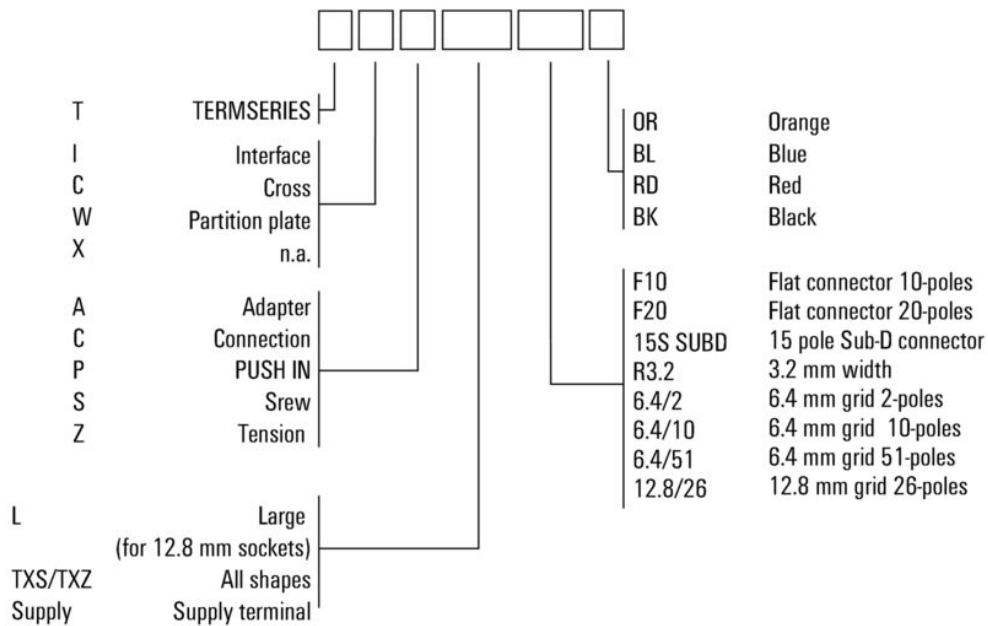 T TERMSERIES
I Interface
C Cross
W Partition plate
X n.a.
A Adapter
C Connection
P PUSH IN
S Srew
Z Tension
L Large
(for 12.8 mm sockets)
TXS/TXZ All shapes
Supply Supply terminal
OR Orange
BL Blue
RD Red
BK Black
F10 Flat connector 10-poles
F20 Flat connector 20-poles
15S SUBD 15 pole Sub-D connector
R3.2 3.2 mm width
6.4/2 6.4 mm grid 2-poles
6.4/10 6.4 mm grid 10-poles
6.4/51 6.4 mm grid 51-poles
12.8/26 12.8 mm grid 26-poles